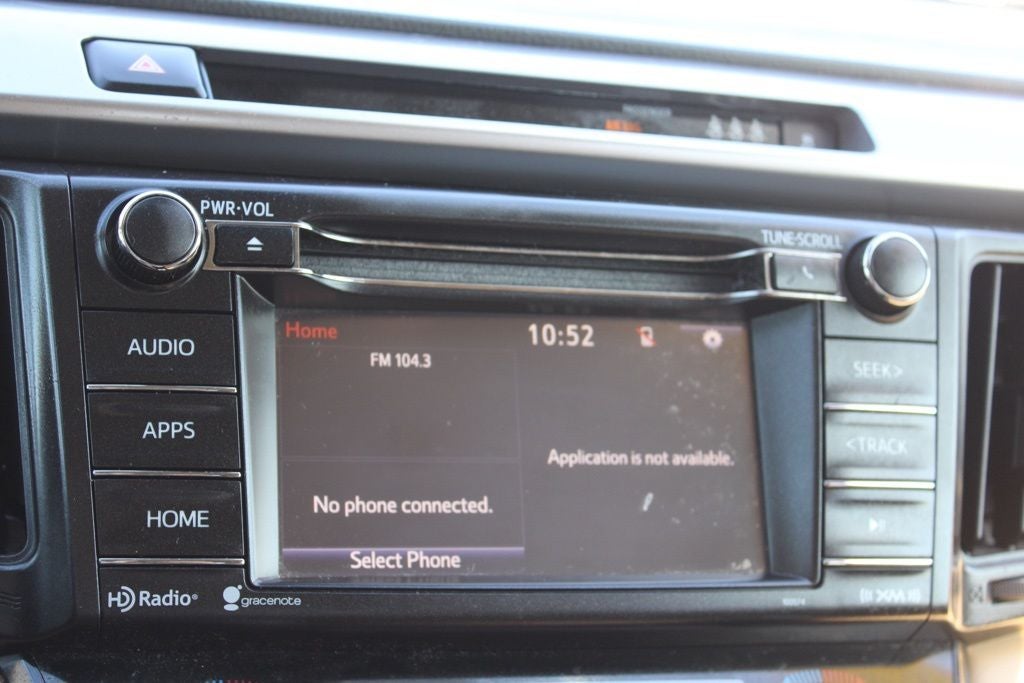 PWR·VOL
TUNE·SCROLL
AUDIO
APPS
HOME
Home
10:52
FM 104.3
Application is not available.
No phone connected.
Select Phone
SEEK>
<TRACK
HD Radio®
gracenote
XM